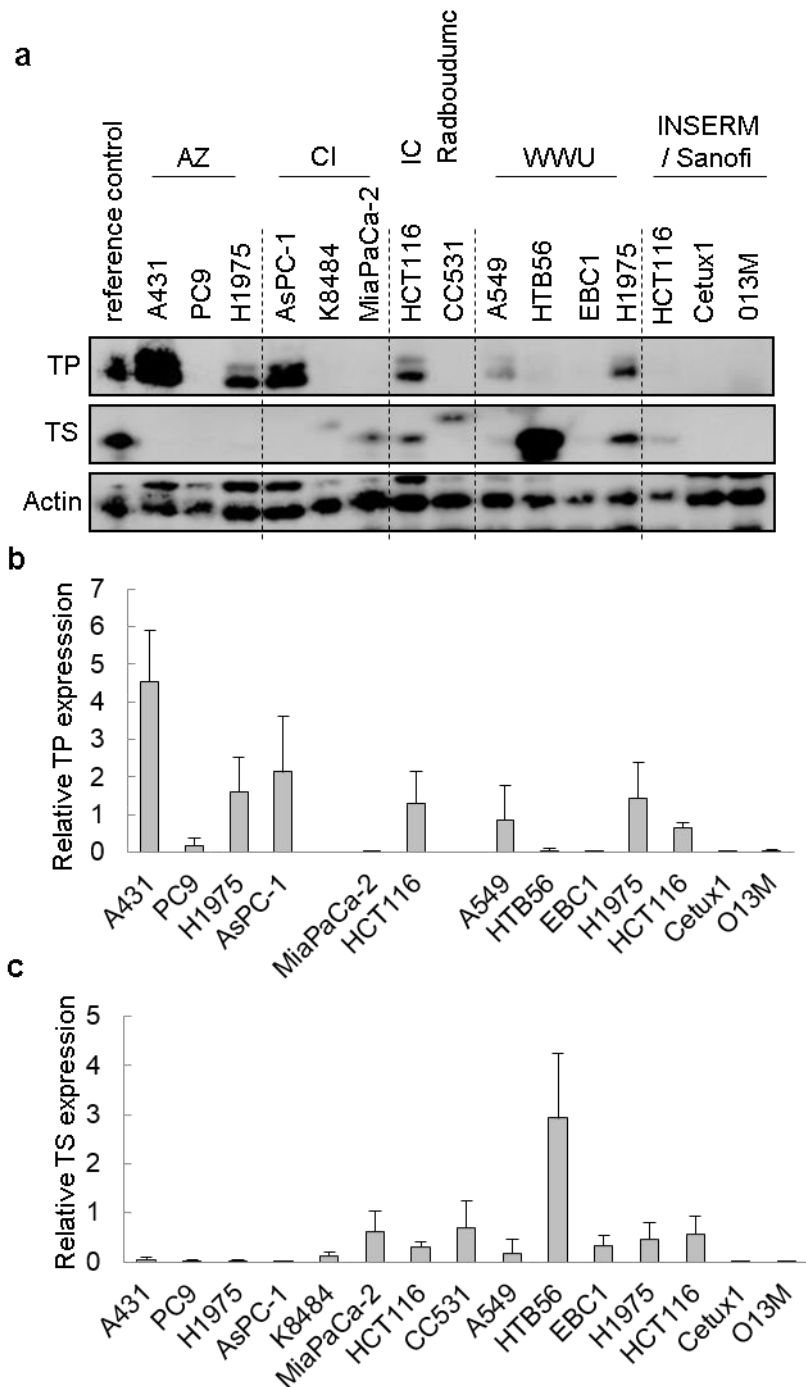 a
reference control
AZ
A431
PC9
H1975
CI
AsPC-1
K8484
MiaPaCa-2
IC
HCT116
Radboudumc
CC531
WWU
A549
HTB56
EBC1
H1975
INSERM
/ Sanofi
HCT116
Cetux1
013M
TP
TS
Actin
b
Relative TP expresssion
7
6
5
4
3
2
1
0
A431
PC9
H1975
AsPC-1
MiaPaCa-2
HCT116
A549
HTB56
EBC1
H1975
HCT116
Cetux1
O13M
c
Relative TS expression
5
4
3
2
1
0
A431
PC9
H1975
AsPC-1
K8484
MiaPaCa-2
HCT116
CC531
A549
HTB56
EBC1
H1975
HCT116
Cetux1
O13M